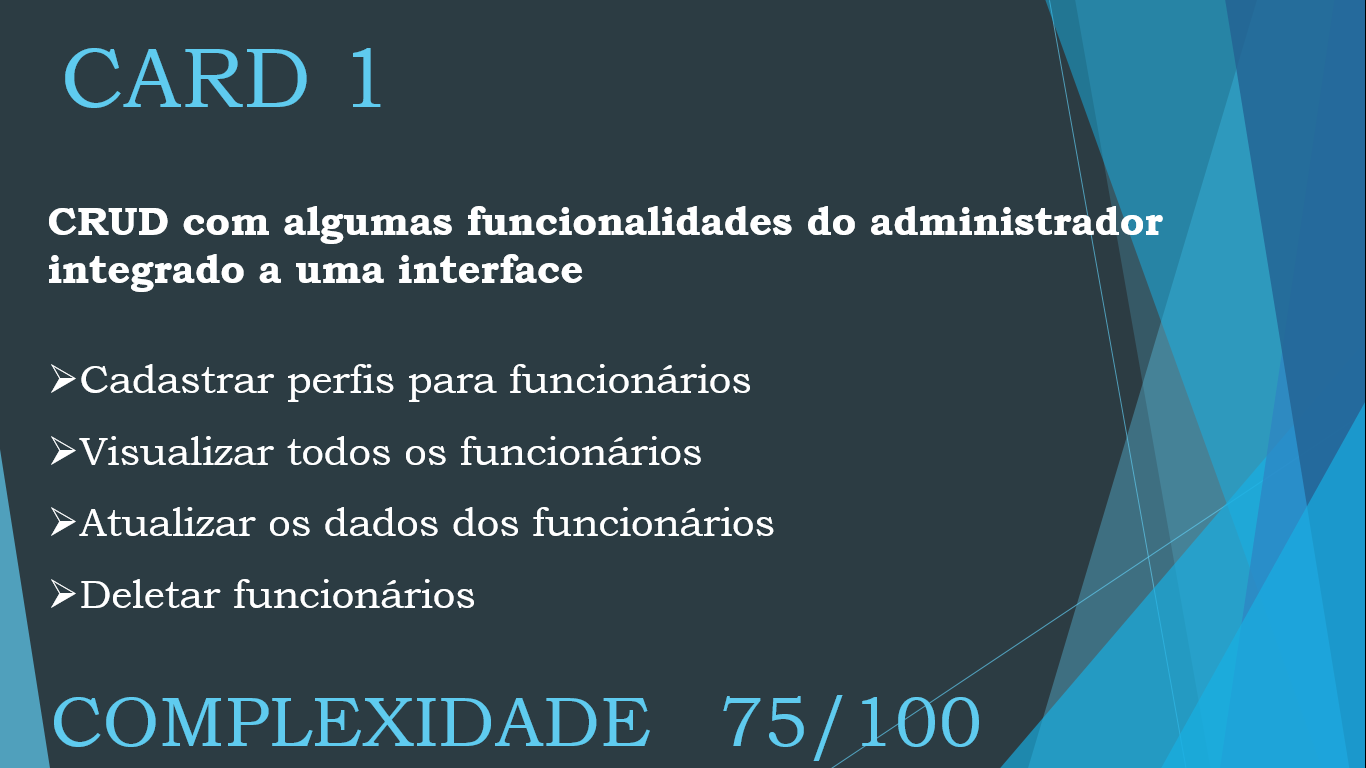 CARD 1
CRUD com algumas funcionalidades do administrador
integrado a uma interface
➢Cadastrar perfis para funcionários
➢Visualizar todos os funcionários
➢Atualizar os dados dos funcionários
➢Deletar funcionários
COMPLEXIDADE 75/100